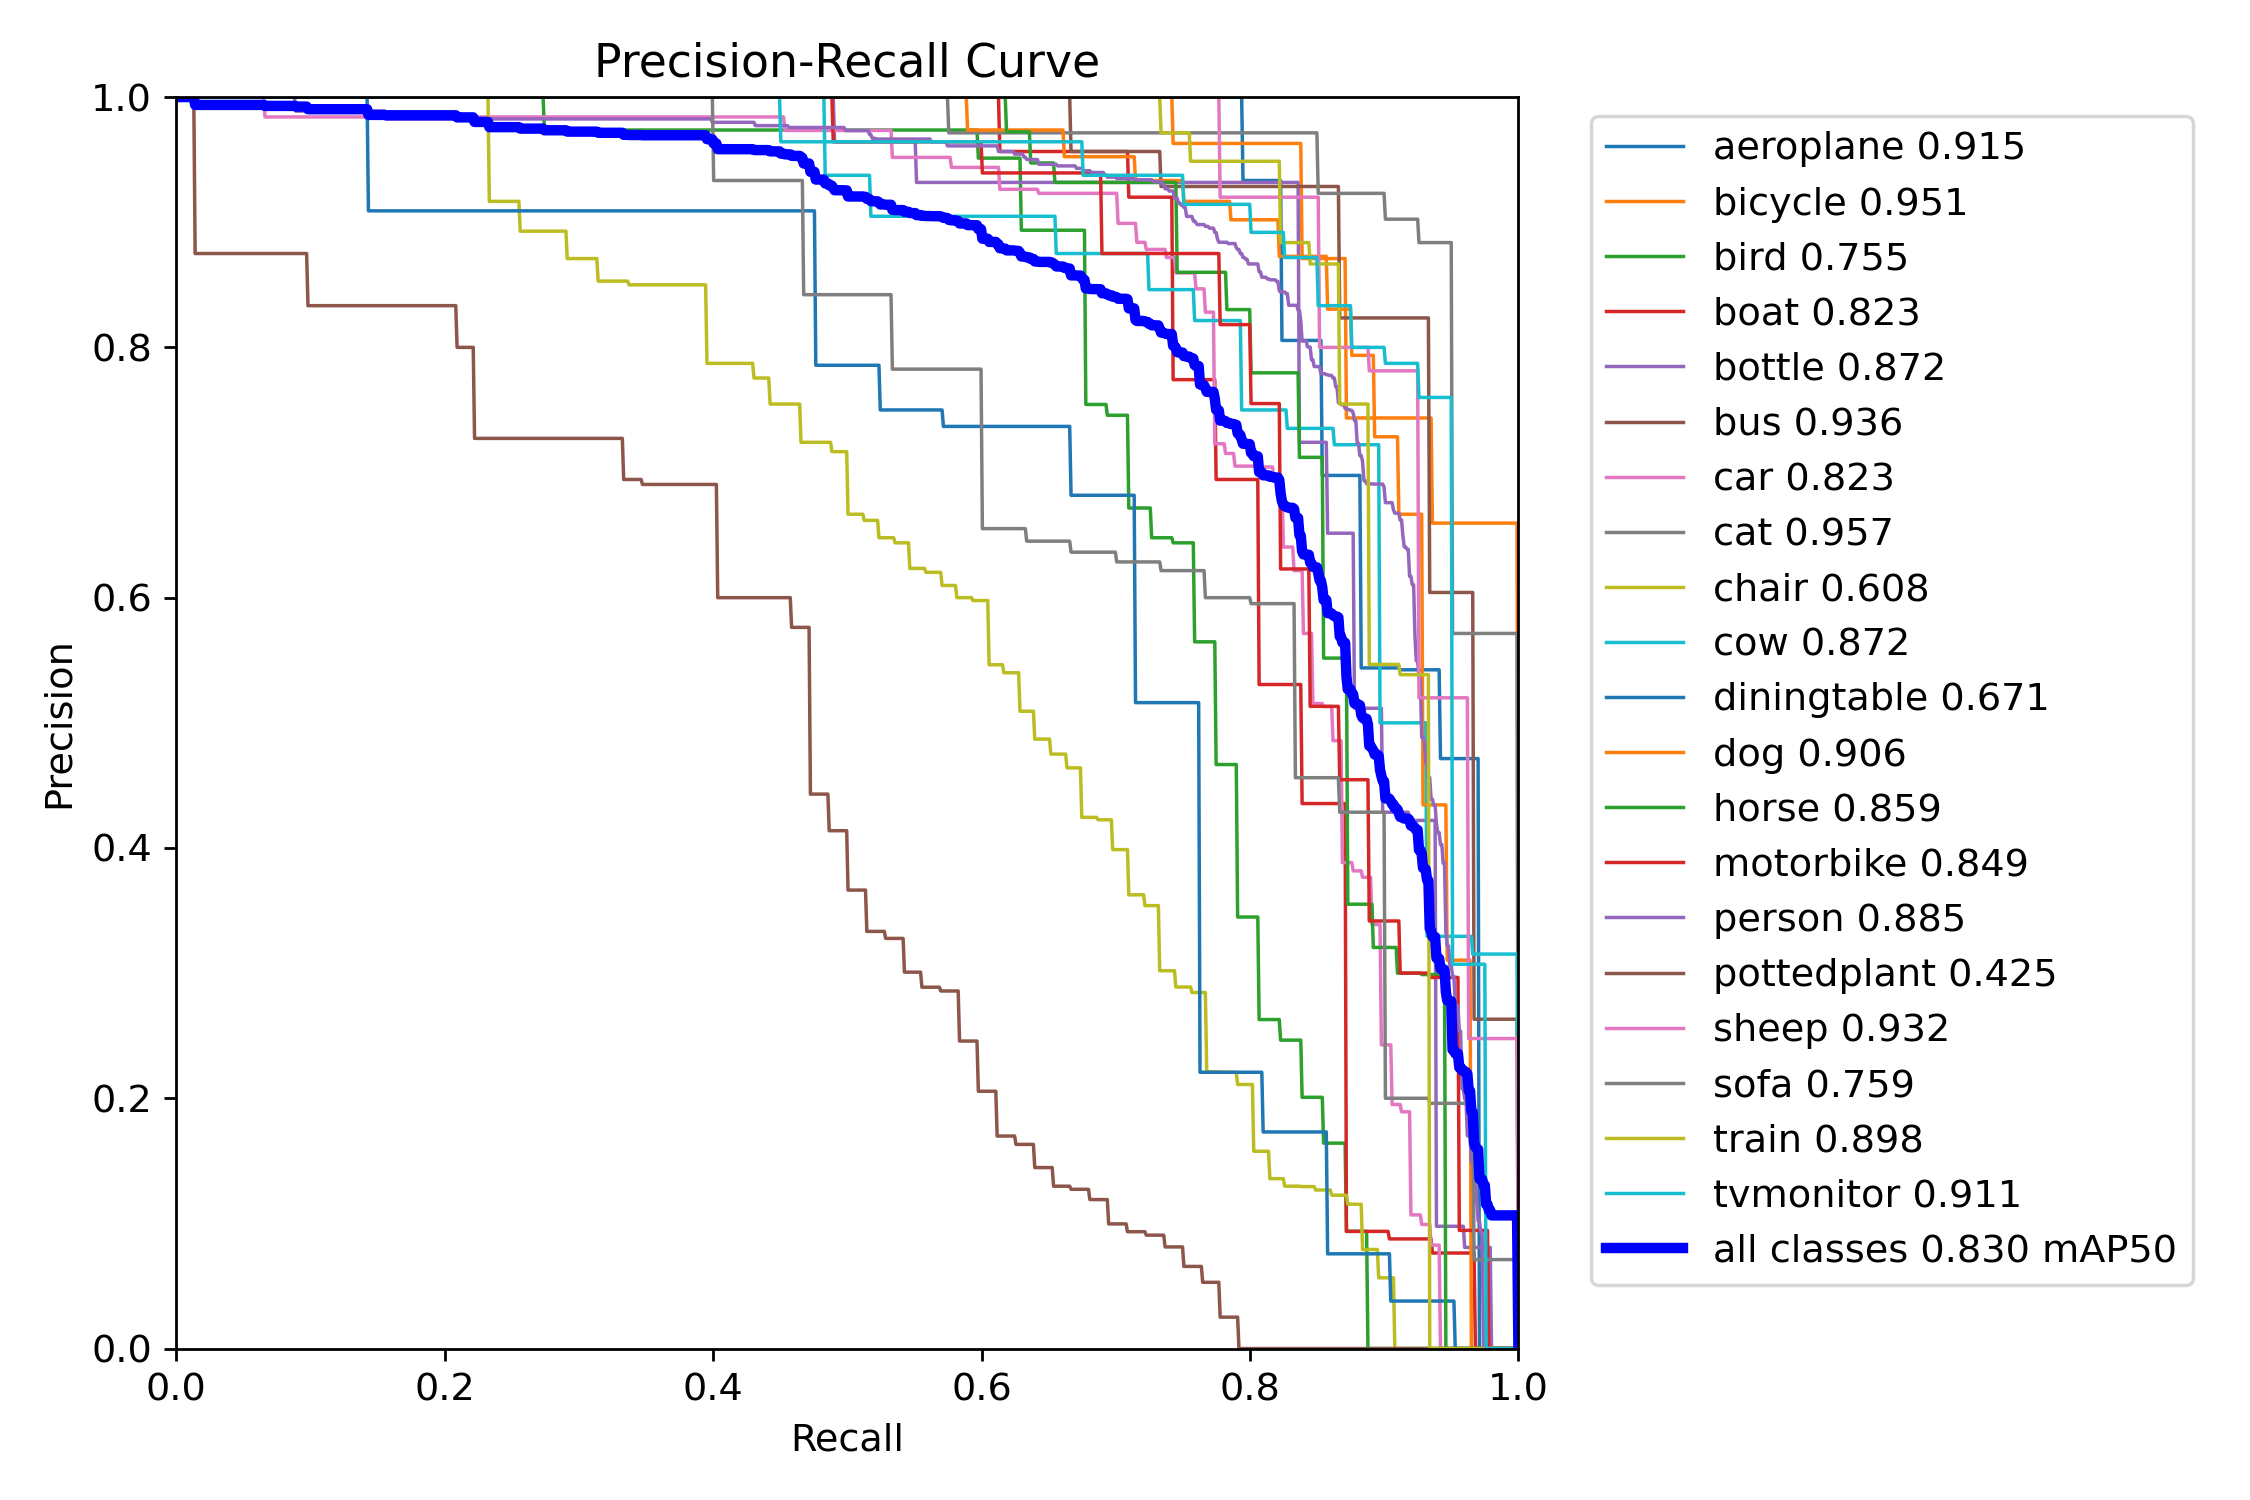 Precision-Recall Curve
1.0
0.8
0.6
0.4
0.2
0.0
Precision
0.0 0.2 0.4 0.6 0.8 1.0
Recall
aeroplane 0.915
bicycle 0.951
bird 0.755
boat 0.823
bottle 0.872
bus 0.936
car 0.823
cat 0.957
chair 0.608
cow 0.872
diningtable 0.671
dog 0.906
horse 0.859
motorbike 0.849
person 0.885
pottedplant 0.425
sheep 0.932
sofa 0.759
train 0.898
tvmonitor 0.911
all classes 0.830 mAP50